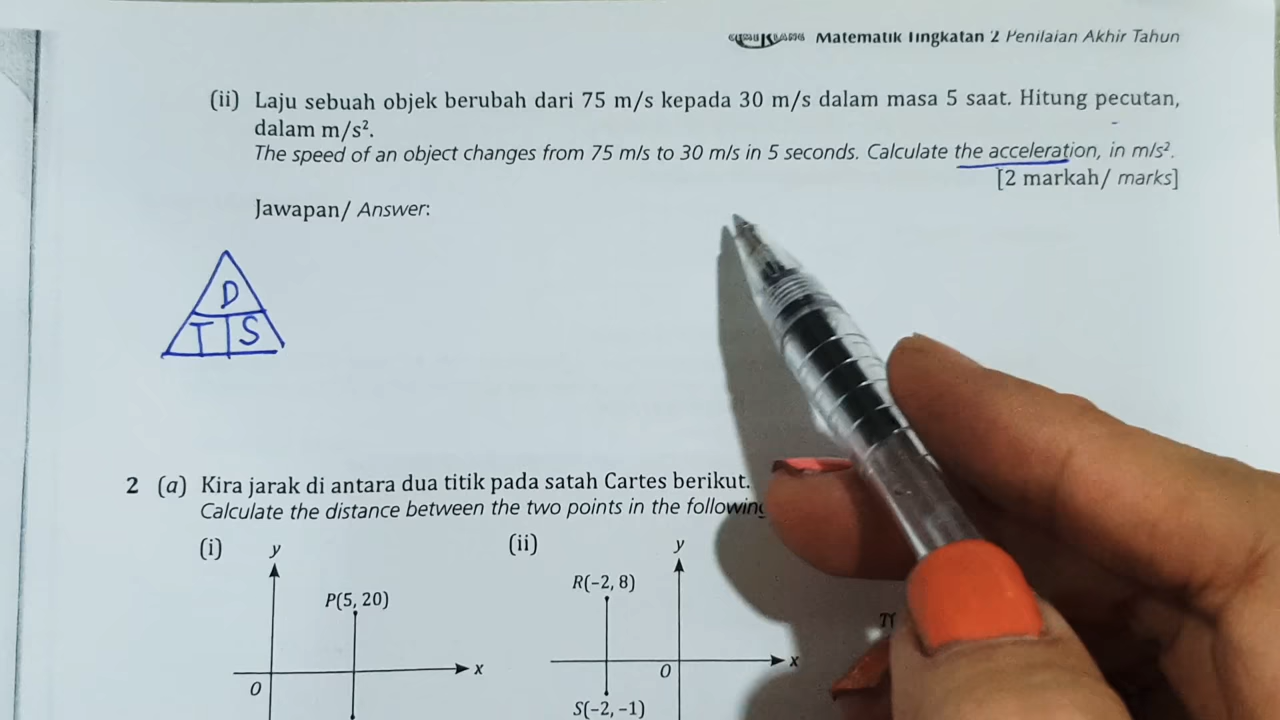 Matematik Tingkatan 2 Penilaian Akhir Tahun
(ii) Laju sebuah objek berubah dari 75 m/s kepada 30 m/s dalam masa 5 saat. Hitung pecutan,
dalam m/s².
The speed of an object changes from 75 m/s to 30 m/s in 5 seconds. Calculate the acceleration, in m/s².
[2 markah/ marks]
Jawapan/ Answer:
D
T S
2 (a) Kira jarak di antara dua titik pada satah Cartes berikut.
Calculate the distance between the two points in the following
(i) y (ii) y
R(−2, 8)
P(5, 20)
x x
O O
S(−2, −1)